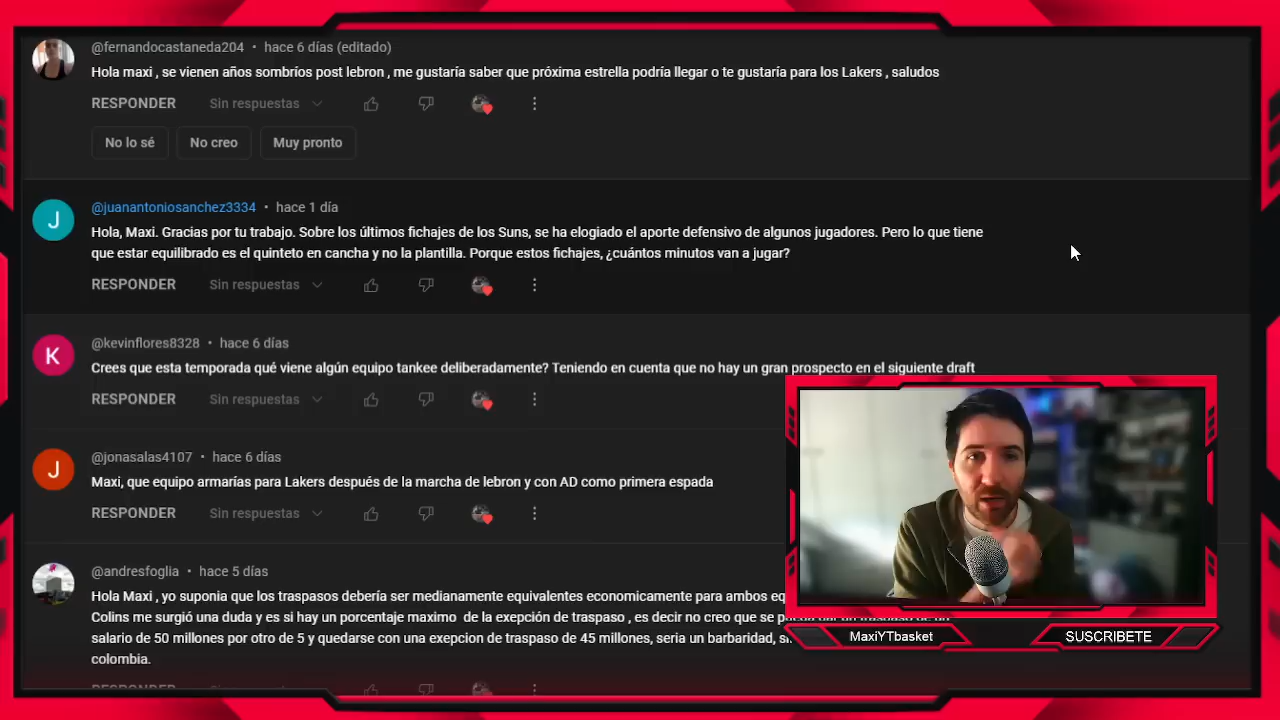 @fernandocastaneda204 • hace 6 días (editado)
Hola maxi , se vienen años sombríos post lebron , me gustaría saber que próxima estrella podría llegar o te gustaría para los Lakers , saludos
RESPONDER Sin respuestas
No lo sé No creo Muy pronto
J
@juanantoniosanchez3334 • hace 1 día
Hola, Maxi. Gracias por tu trabajo. Sobre los últimos fichajes de los Suns, se ha elogiado el aporte defensivo de algunos jugadores. Pero lo que tiene
que estar equilibrado es el quinteto en cancha y no la plantilla. Porque estos fichajes, ¿cuántos minutos van a jugar?
RESPONDER Sin respuestas
K
@kevinflores8328 • hace 6 días
Crees que esta temporada qué viene algún equipo tankee deliberadamente? Teniendo en cuenta que no hay un gran prospecto en el siguiente draft
RESPONDER Sin respuestas
J
@jonasalas4107 • hace 6 días
Maxi, que equipo armarías para Lakers después de la marcha de lebron y con AD como primera espada
RESPONDER Sin respuestas
@andresfoglia • hace 5 días
Hola Maxi , yo suponia que los traspasos debería ser medianamente equivalentes economicamente para ambos
Colins me surgió una duda y es si hay un porcentaje maximo de la exepción de traspaso , es decir no creo que se
salario de 50 millones por otro de 5 y quedarse con una exepcion de traspaso de 45 millones, seria un barbaridad,
colombia.
MaxiYTbasket SUSCRIBETE